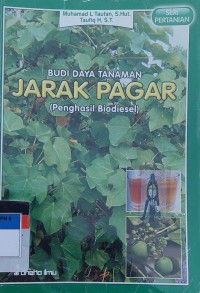 Muhamad L. Taufan, S.Hut.
Taufiq H, S.T.
SERI
PERTANIAN
BUDI DAYA TANAMAN
JARAK PAGAR
(Penghasil Biodiesel)